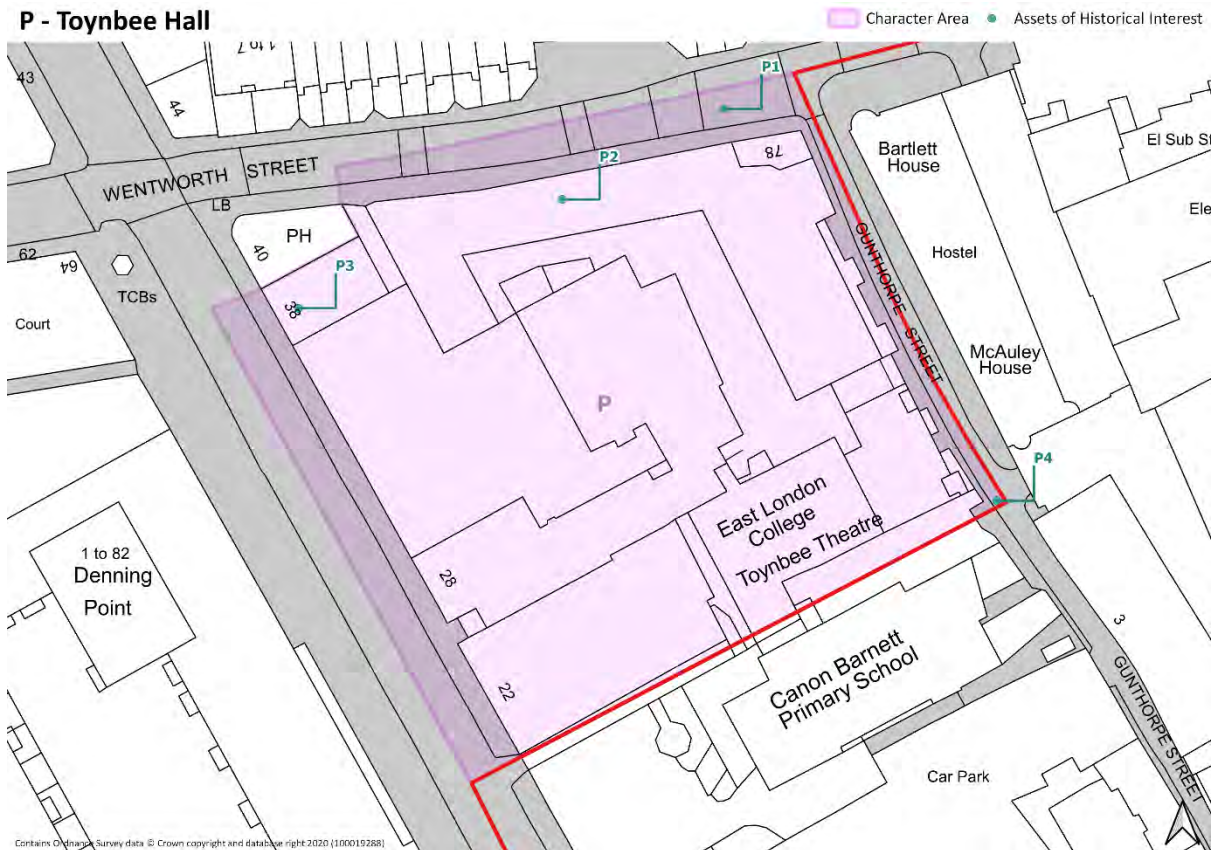 P - Toynbee Hall
Character Area
Assets of Historical Interest
43
1 to 7
44
P1
WENTWORTH STREET
LB
P2
78
Bartlett
House
El Sub St
Ele
62
64
TCBs
40
PH
P3
38
Court
GUNTHORPE STREET
Hostel
McAuley
House
P
P4
East London
College
Toynbee Theatre
1 to 82
Denning
Point
28
22
Canon Barnett
Primary School
3
GUNTHORPE STREET
Car Park
Contains Ordnance Survey data © Crown copyright and database right 2020 (100019288)